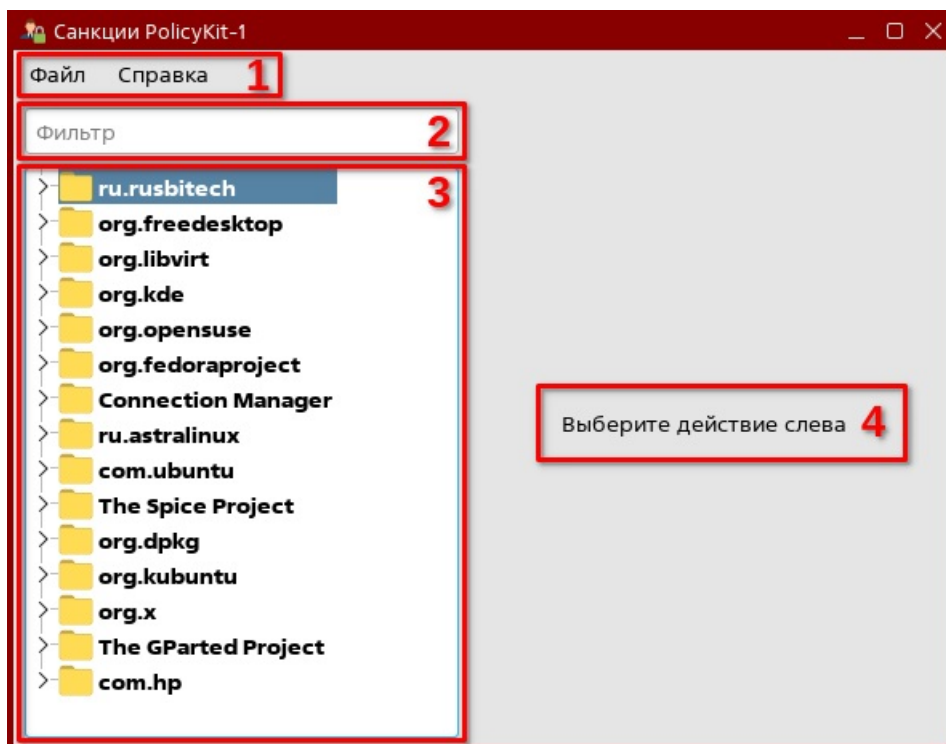 Санкции PolicyKit-1
Файл Справка 1
Фильтр 2
ru.rusbitech 3
org.freedesktop
org.libvirt
org.kde
org.opensuse
org.fedoraproject
Connection Manager
ru.astralinux
com.ubuntu
The Spice Project
org.dpkg
org.kubuntu
org.x
The GParted Project
com.hp
Выберите действие слева 4